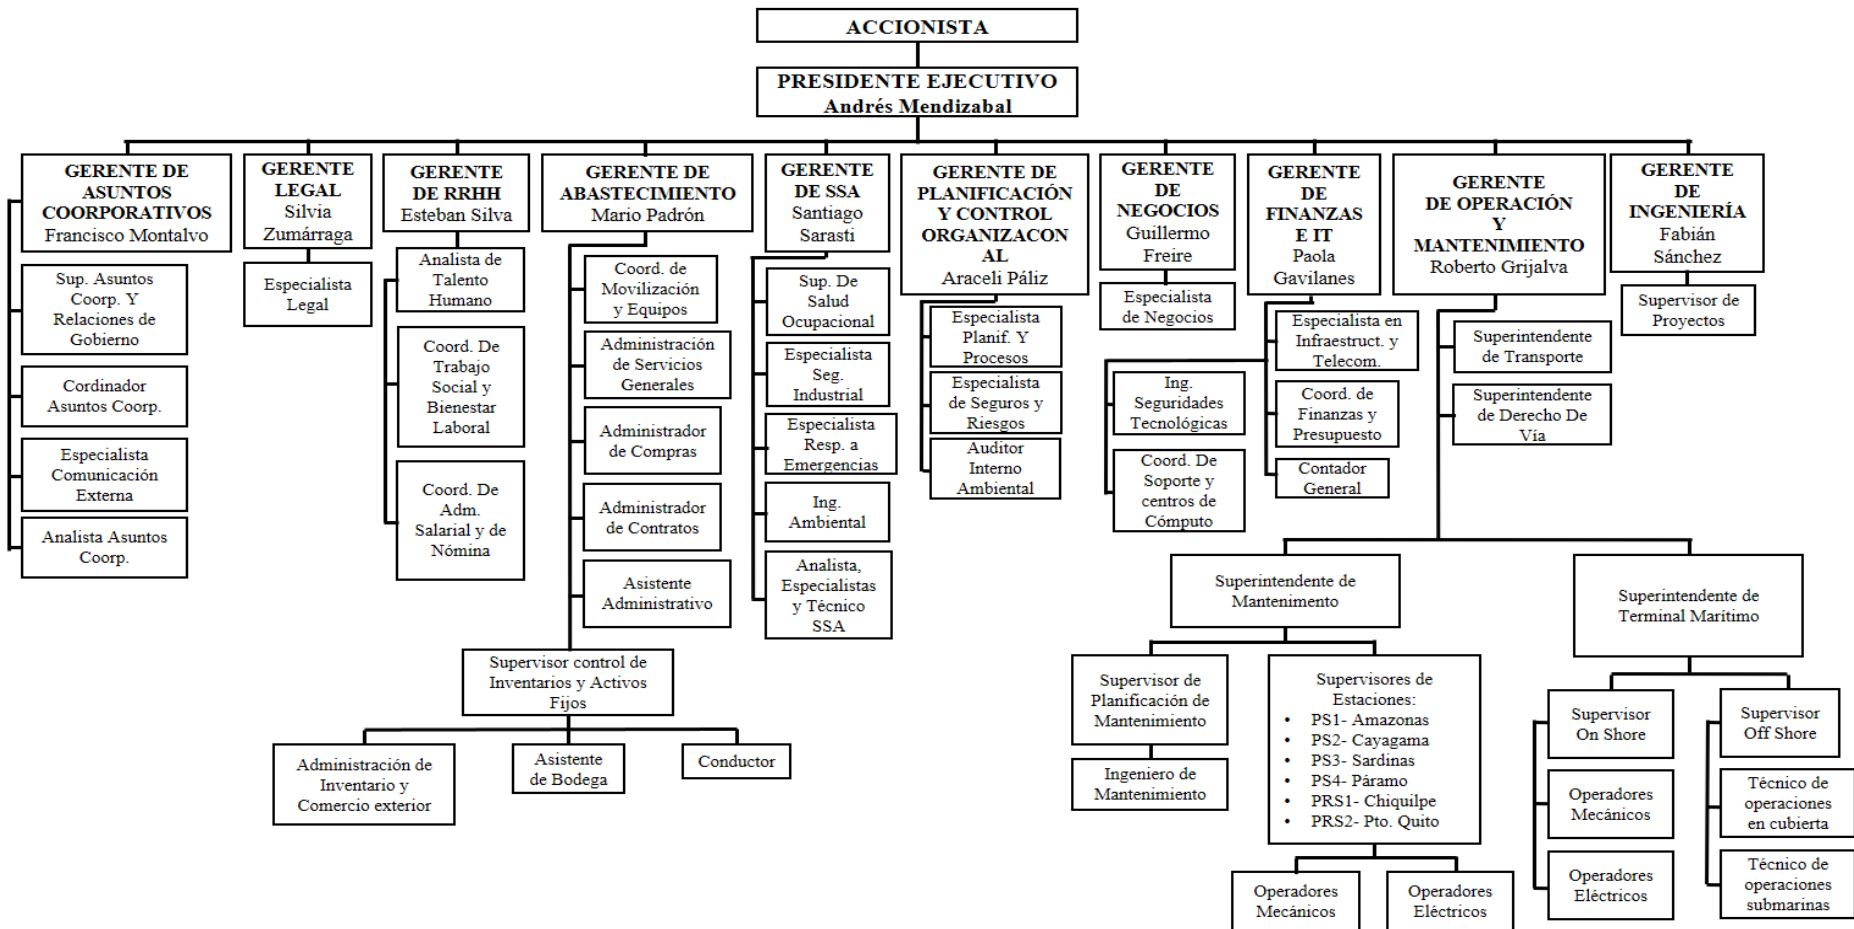 ACCIONISTA
PRESIDENTE EJECUTIVO
Andrés Mendizabal
GERENTE DE
ASUNTOS
COORPORATIVOS
Francisco Montalvo
Sup. Asuntos
Coorp. Y
Relaciones de
Gobierno
Cordinador
Asuntos Coorp.
Especialista
Comunicación
Externa
Analista Asuntos
Coorp.
GERENTE
LEGAL
Silvia
Zumárraga
Especialista
Legal
GERENTE
DE RRHH
Esteban Silva
Analista de
Talento
Humano
Coord. De
Trabajo
Social y
Bienestar
Laboral
Coord. De
Adm.
Salarial y de
Nómina
GERENTE DE
ABASTECIMIENTO
Mario Padrón
Coord. de
Movilización
y Equipos
Administración
de Servicios
Generales
Administrador
de Compras
Administrador
de Contratos
Asistente
Administrativo
Supervisor control de
Inventarios y Activos
Fijos
Administración de
Inventario y
Comercio exterior
Asistente
de Bodega
Conductor
GERENTE
DE SSA
Santiago
Sarasti
Sup. De
Salud
Ocupacional
Especialista
Seg.
Industrial
Especialista
Resp. a
Emergencias
Ing.
Ambiental
Analista,
Especialistas
y Técnico
SSA
GERENTE DE
PLANIFICACIÓN
Y CONTROL
ORGANIZACON
AL
Araceli Páliz
Especialista
Planif. Y
Procesos
Especialista
de Seguros y
Riesgos
Auditor
Interno
Ambiental
GERENTE
DE
NEGOCIOS
Guillermo
Freire
Especialista
de Negocios
GERENTE
DE
FINANZAS
E IT
Paola
Gavilanes
Especialista en
Infraestruct. y
Telecom.
Ing.
Seguridades
Tecnológicas
Coord. de
Finanzas y
Presupuesto
Coord. De
Soporte y
centros de
Cómputo
Contador
General
GERENTE
DE OPERACIÓN
Y
MANTENIMIENTO
Roberto Grijalva
Superintendente
de Transporte
Superintendente
de Derecho De
Vía
Superintendente de
Mantenimento
Supervisor de
Planificación de
Mantenimiento
Ingeniero de
Mantenimiento
Supervisores de
Estaciones:
• PS1- Amazonas
• PS2- Cayagama
• PS3- Sardinas
• PS4- Páramo
• PRS1- Chiquilpe
• PRS2- Pto. Quito
Operadores
Mecánicos
Operadores
Eléctricos
Superintendente de
Terminal Marítimo
Supervisor
On Shore
Operadores
Mecánicos
Operadores
Eléctricos
Supervisor
Off Shore
Técnico de
operaciones
en cubierta
Técnico de
operaciones
submarinas
GERENTE
DE
INGENIERÍA
Fabián
Sánchez
Supervisor de
Proyectos